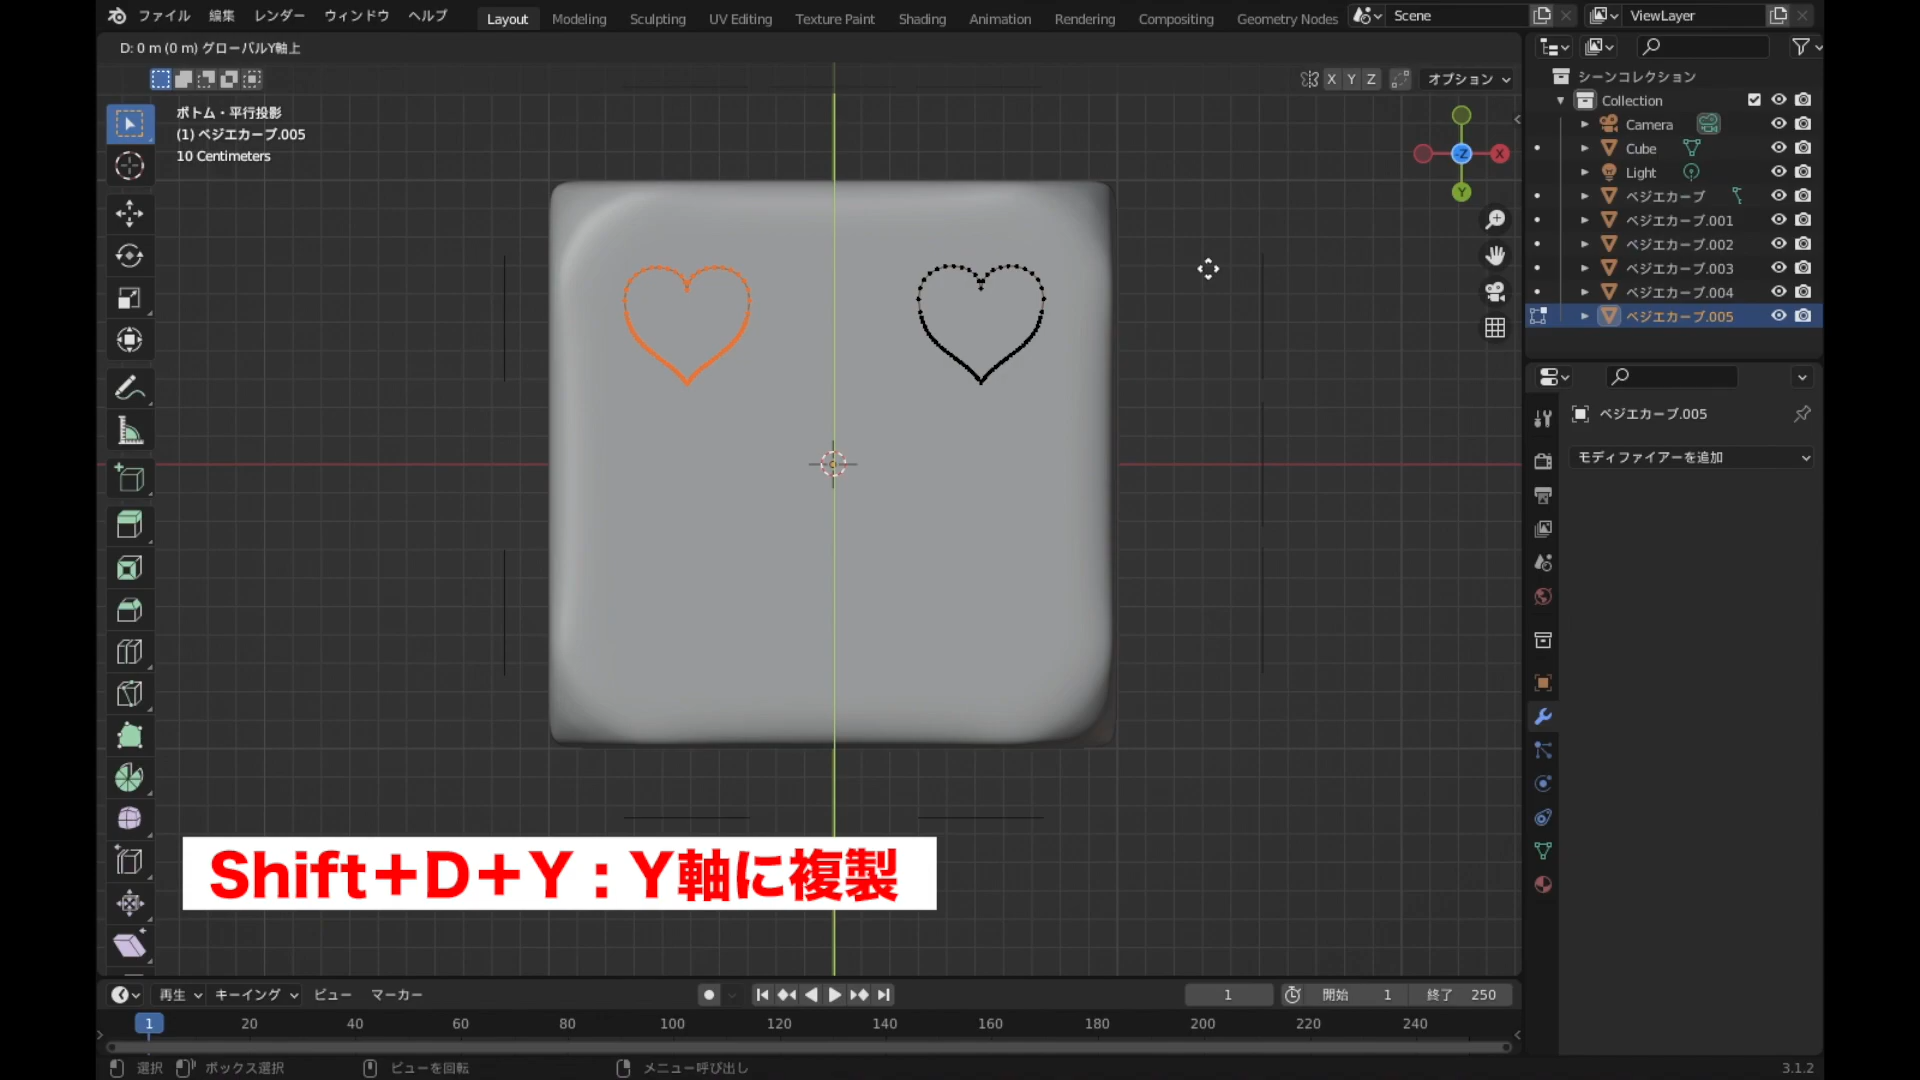 ファイル 編集 レンダー ウィンドウ ヘルプ Layout Modeling Sculpting UV Editing Texture Paint Shading Animation Rendering Compositing Geometry Nodes Scene ViewLayer
D: 0 m (0 m) グローバルY軸上
X Y Z オプション
ボトム・平行投影
(1) ベジエカーブ.005
10 Centimeters
-Z X
Y
シーンコレクション
Collection
Camera
Cube
Light
ベジエカーブ
ベジエカーブ.001
ベジエカーブ.002
ベジエカーブ.003
ベジエカーブ.004
ベジエカーブ.005
ベジエカーブ.005
モディファイアーを追加
Shift+D+Y：Y軸に複製
再生 キーイング ビュー マーカー 1 開始 1 終了 250
1 20 40 60 80 100 120 140 160 180 200 220 240
選択 ボックス選択 ビューを回転 メニュー呼び出し 3.1.2